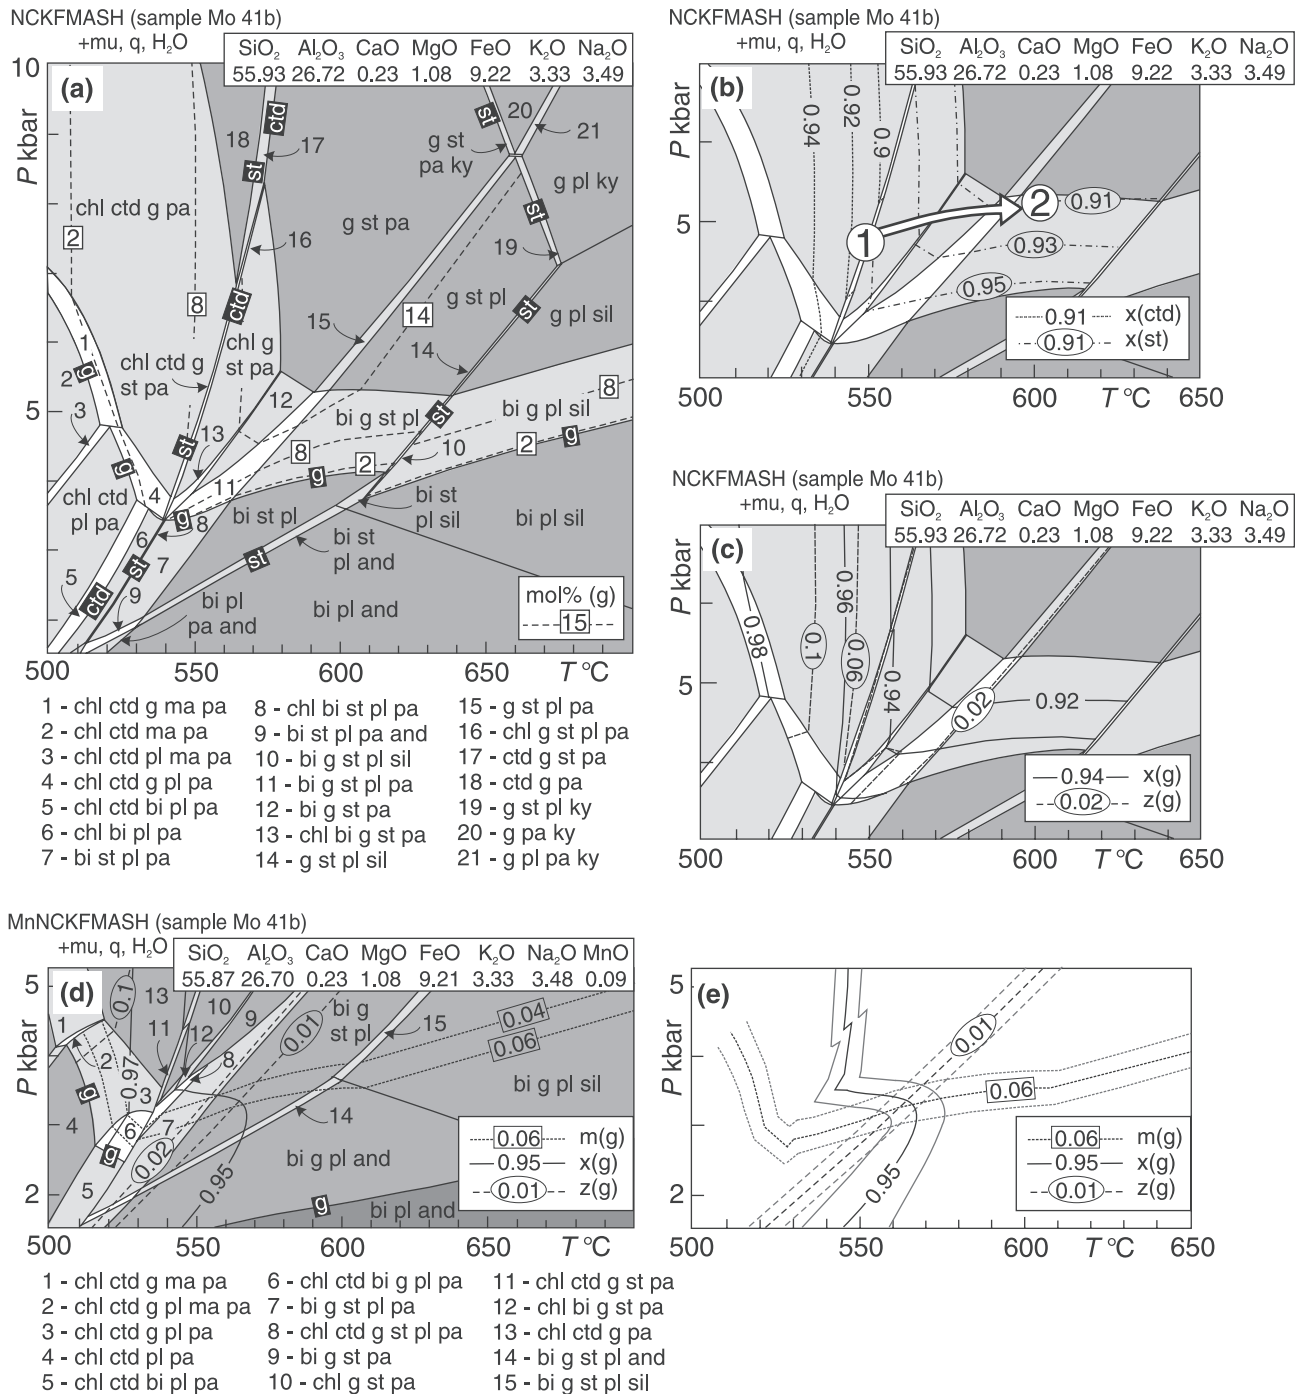 NCKFMASH (sample Mo 41b)
+mu, q, H₂O
SiO₂ Al₂O₃ CaO MgO FeO K₂O Na₂O
55.93 26.72 0.23 1.08 9.22 3.33 3.49
(a)
10
P kbar
5
18
ctd
17
st
st
20
21
g st
pa ky
g pl ky
chl ctd g pa
2
16
g st pa
st
19
8
ctd
g st pl
st
14
g pl sil
15
1
g
2
3
chl ctd g
st pa
chl g
st pa
12
14
st
8
bi g st pl
bi g pl sil
st
13
g
8
10
2
g
chl ctd
pl pa
4
11
g
2
g
8
6
bi st pl
bi st
pl sil
bi pl sil
7
st
st
bi st
pl and
5
ctd
9
bi pl
pa and
bi pl and
mol% (g)
15
500 550 600 650 T °C
1 - chl ctd g ma pa
2 - chl ctd ma pa
3 - chl ctd pl ma pa
4 - chl ctd g pl pa
5 - chl ctd bi pl pa
6 - chl bi pl pa
7 - bi st pl pa
8 - chl bi st pl pa
9 - bi st pl pa and
10 - bi g st pl sil
11 - bi g st pl pa
12 - bi g st pa
13 - chl bi g st pa
14 - g st pl sil
15 - g st pl pa
16 - chl g st pl pa
17 - ctd g st pa
18 - ctd g pa
19 - g st pl ky
20 - g pa ky
21 - g pl pa ky
NCKFMASH (sample Mo 41b)
+mu, q, H₂O
SiO₂ Al₂O₃ CaO MgO FeO K₂O Na₂O
55.93 26.72 0.23 1.08 9.22 3.33 3.49
(b)
P kbar
5
0.94
0.92
0.9
1
2
0.91
0.93
0.95
0.91 x(ctd)
0.91 x(st)
500 550 600 T °C 650
NCKFMASH (sample Mo 41b)
+mu, q, H₂O
SiO₂ Al₂O₃ CaO MgO FeO K₂O Na₂O
55.93 26.72 0.23 1.08 9.22 3.33 3.49
(c)
P kbar
5
0.98
0.1
0.96
0.06
0.94
0.02
0.92
0.94 x(g)
0.02 z(g)
500 550 600 T °C 650
MnNCKFMASH (sample Mo 41b)
+mu, q, H₂O
SiO₂ Al₂O₃ CaO MgO FeO K₂O Na₂O MnO
55.87 26.70 0.23 1.08 9.21 3.33 3.48 0.09
(d)
5
P kbar
2
0.1
13
10
9
bi g
st pl
0.01
15
0.04
0.06
1
11
12
8
2
0.97
g
3
bi g pl sil
4
6
7
14
g
0.02
5
0.95
bi g pl and
g
bi pl and
0.06 m(g)
0.95 x(g)
0.01 z(g)
500 550 600 650 T °C
1 - chl ctd g ma pa
2 - chl ctd g pl ma pa
3 - chl ctd g pl pa
4 - chl ctd pl pa
5 - chl ctd bi pl pa
6 - chl ctd bi g pl pa
7 - bi g st pl pa
8 - chl ctd g st pl pa
9 - bi g st pa
10 - chl g st pa
11 - chl ctd g st pa
12 - chl bi g st pa
13 - chl ctd g pa
14 - bi g st pl and
15 - bi g st pl sil
(e)
5
P kbar
2
0.01
0.06
0.95
0.06 m(g)
0.95 x(g)
0.01 z(g)
500 550 600 T °C 650